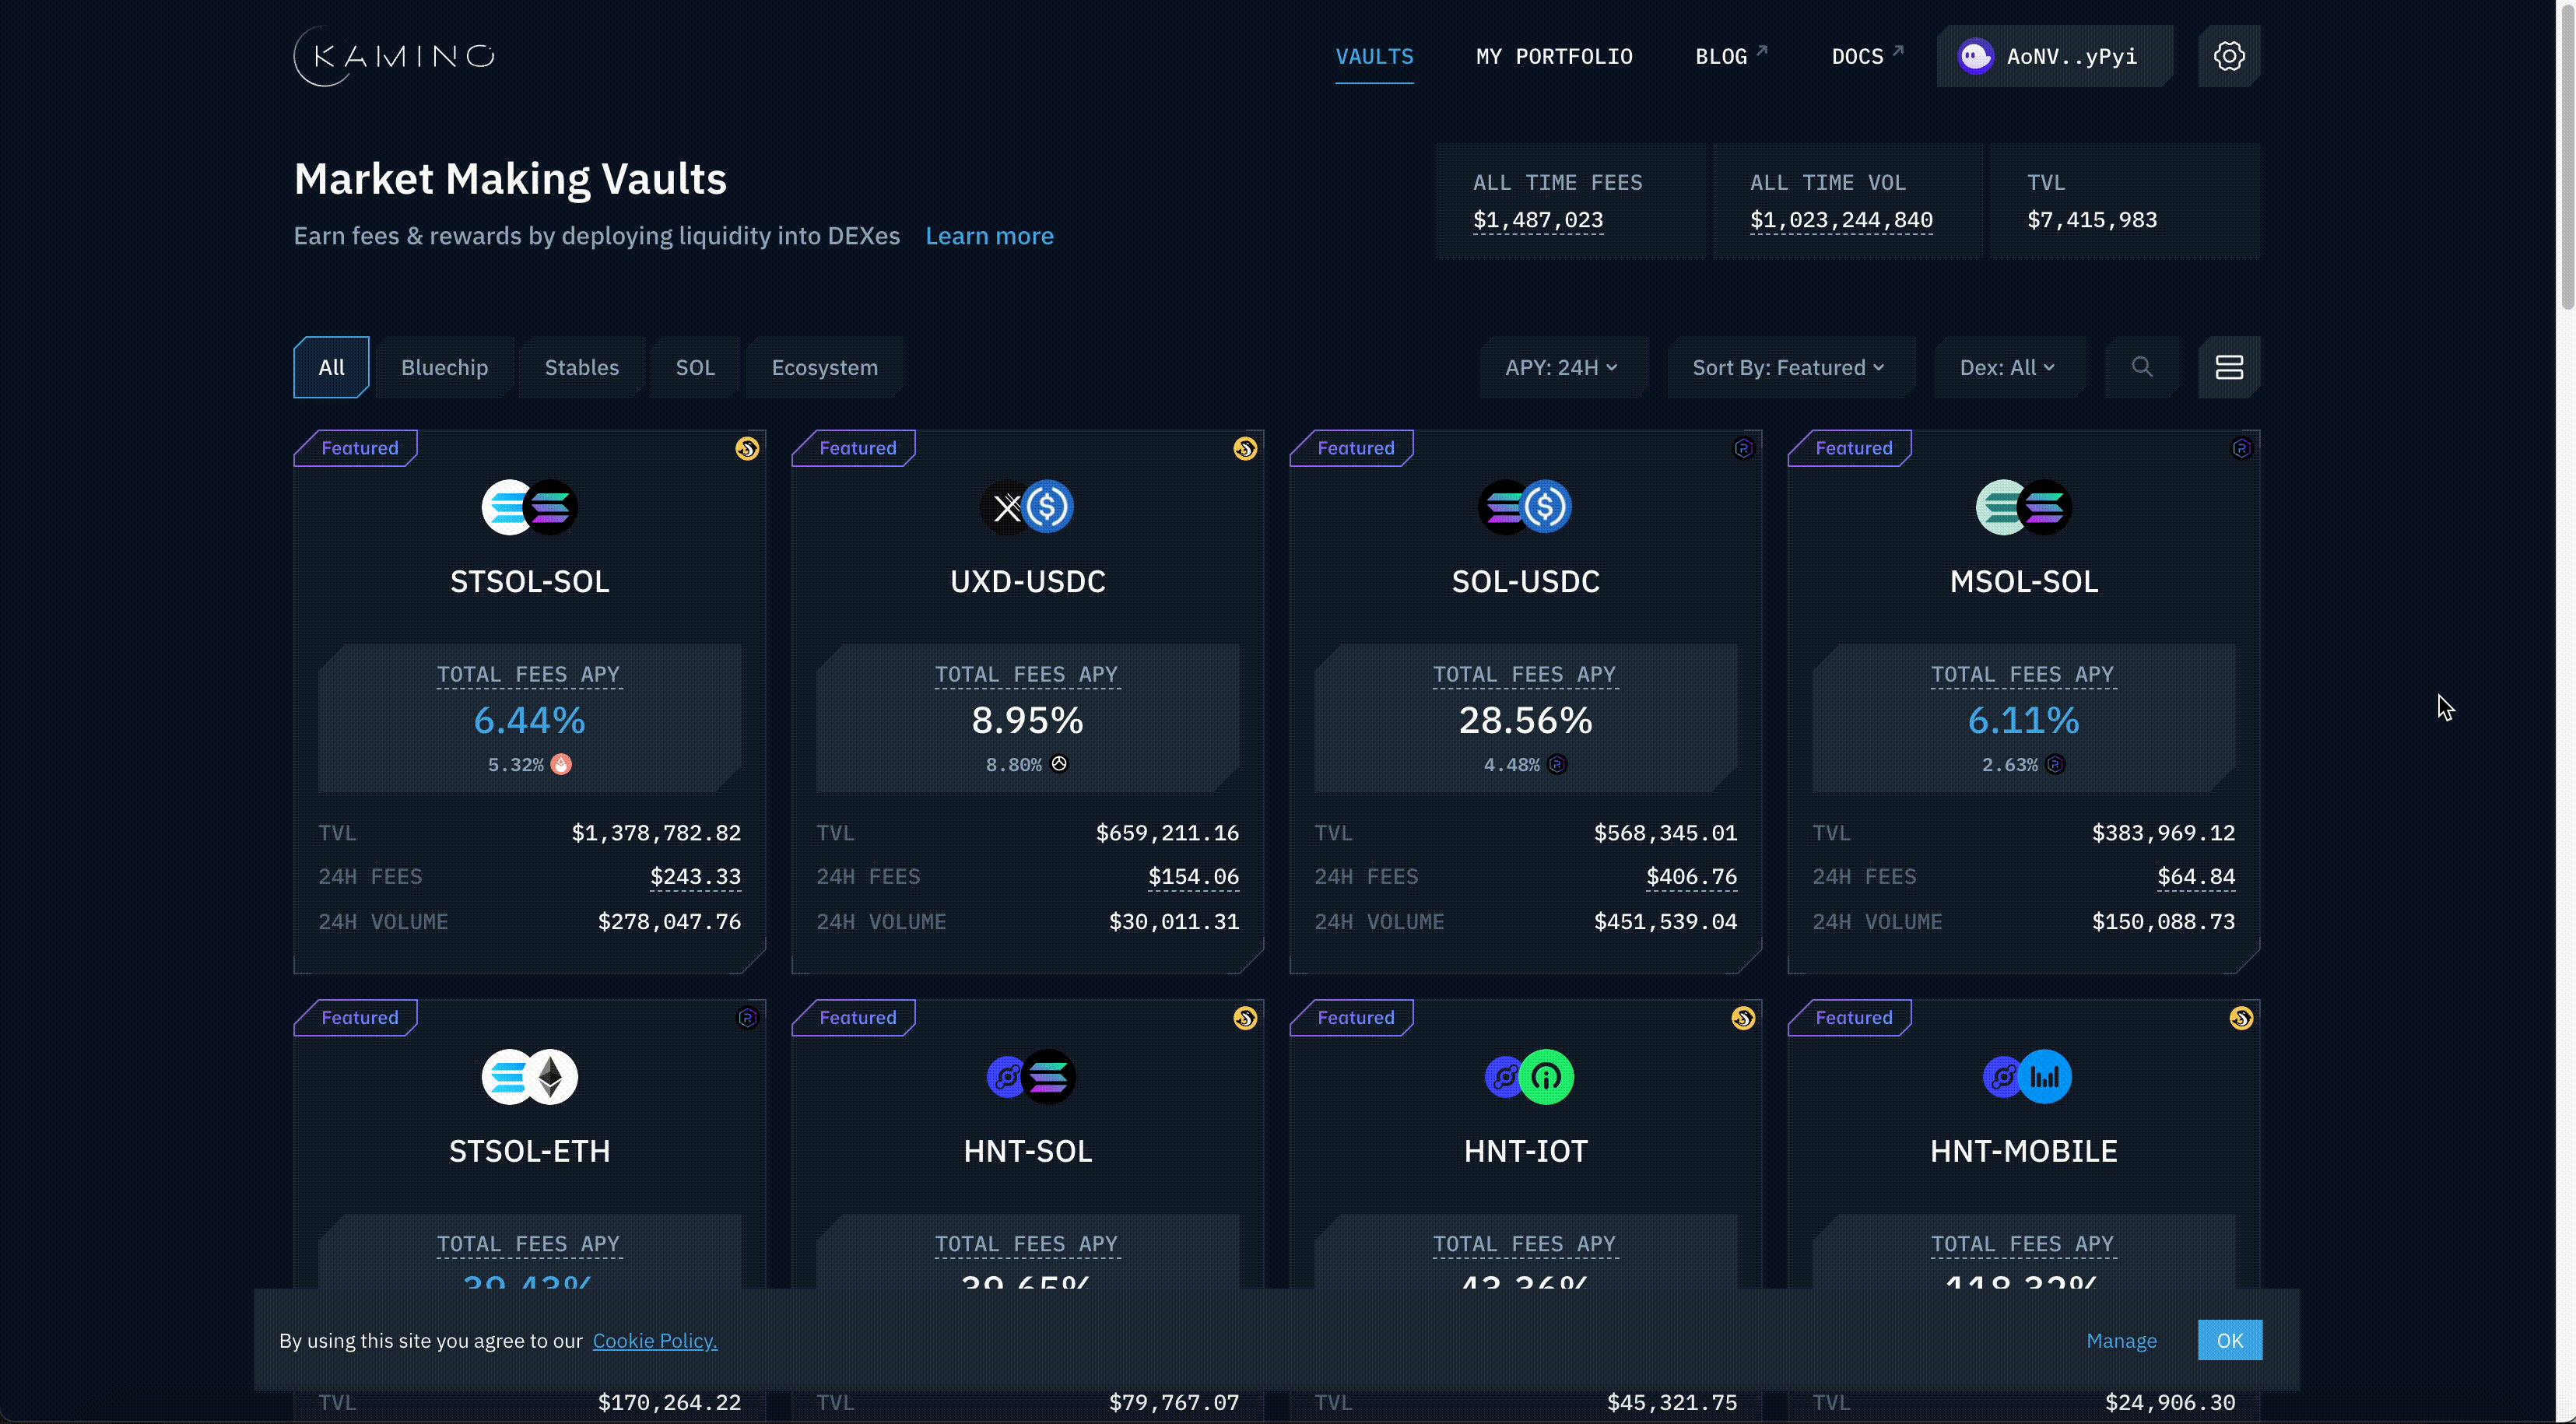 KAMINO
VAULTS MY PORTFOLIO BLOG DOCS AoNV..yPyi
Market Making Vaults
Earn fees & rewards by deploying liquidity into DEXes Learn more
ALL TIME FEES ALL TIME VOL TVL
$1,487,023 $1,023,244,840 $7,415,983
All Bluechip Stables SOL Ecosystem APY: 24H Sort By: Featured Dex: All
Featured Featured Featured Featured
STSOL-SOL UXD-USDC SOL-USDC MSOL-SOL
TOTAL FEES APY TOTAL FEES APY TOTAL FEES APY TOTAL FEES APY
6.44% 8.95% 28.56% 6.11%
5.32% 8.80% 4.48% 2.63%
TVL $1,378,782.82 TVL $659,211.16 TVL $568,345.01 TVL $383,969.12
24H FEES $243.33 24H FEES $154.06 24H FEES $406.76 24H FEES $64.84
24H VOLUME $278,047.76 24H VOLUME $30,011.31 24H VOLUME $451,539.04 24H VOLUME $150,088.73
Featured Featured Featured Featured
STSOL-ETH HNT-SOL HNT-IOT HNT-MOBILE
TOTAL FEES APY TOTAL FEES APY TOTAL FEES APY TOTAL FEES APY
39.43% 39.65% 43.36% 118.32%
By using this site you agree to our Cookie Policy. Manage OK
TVL $170,264.22 TVL $79,767.07 TVL $45,321.75 TVL $24,906.30